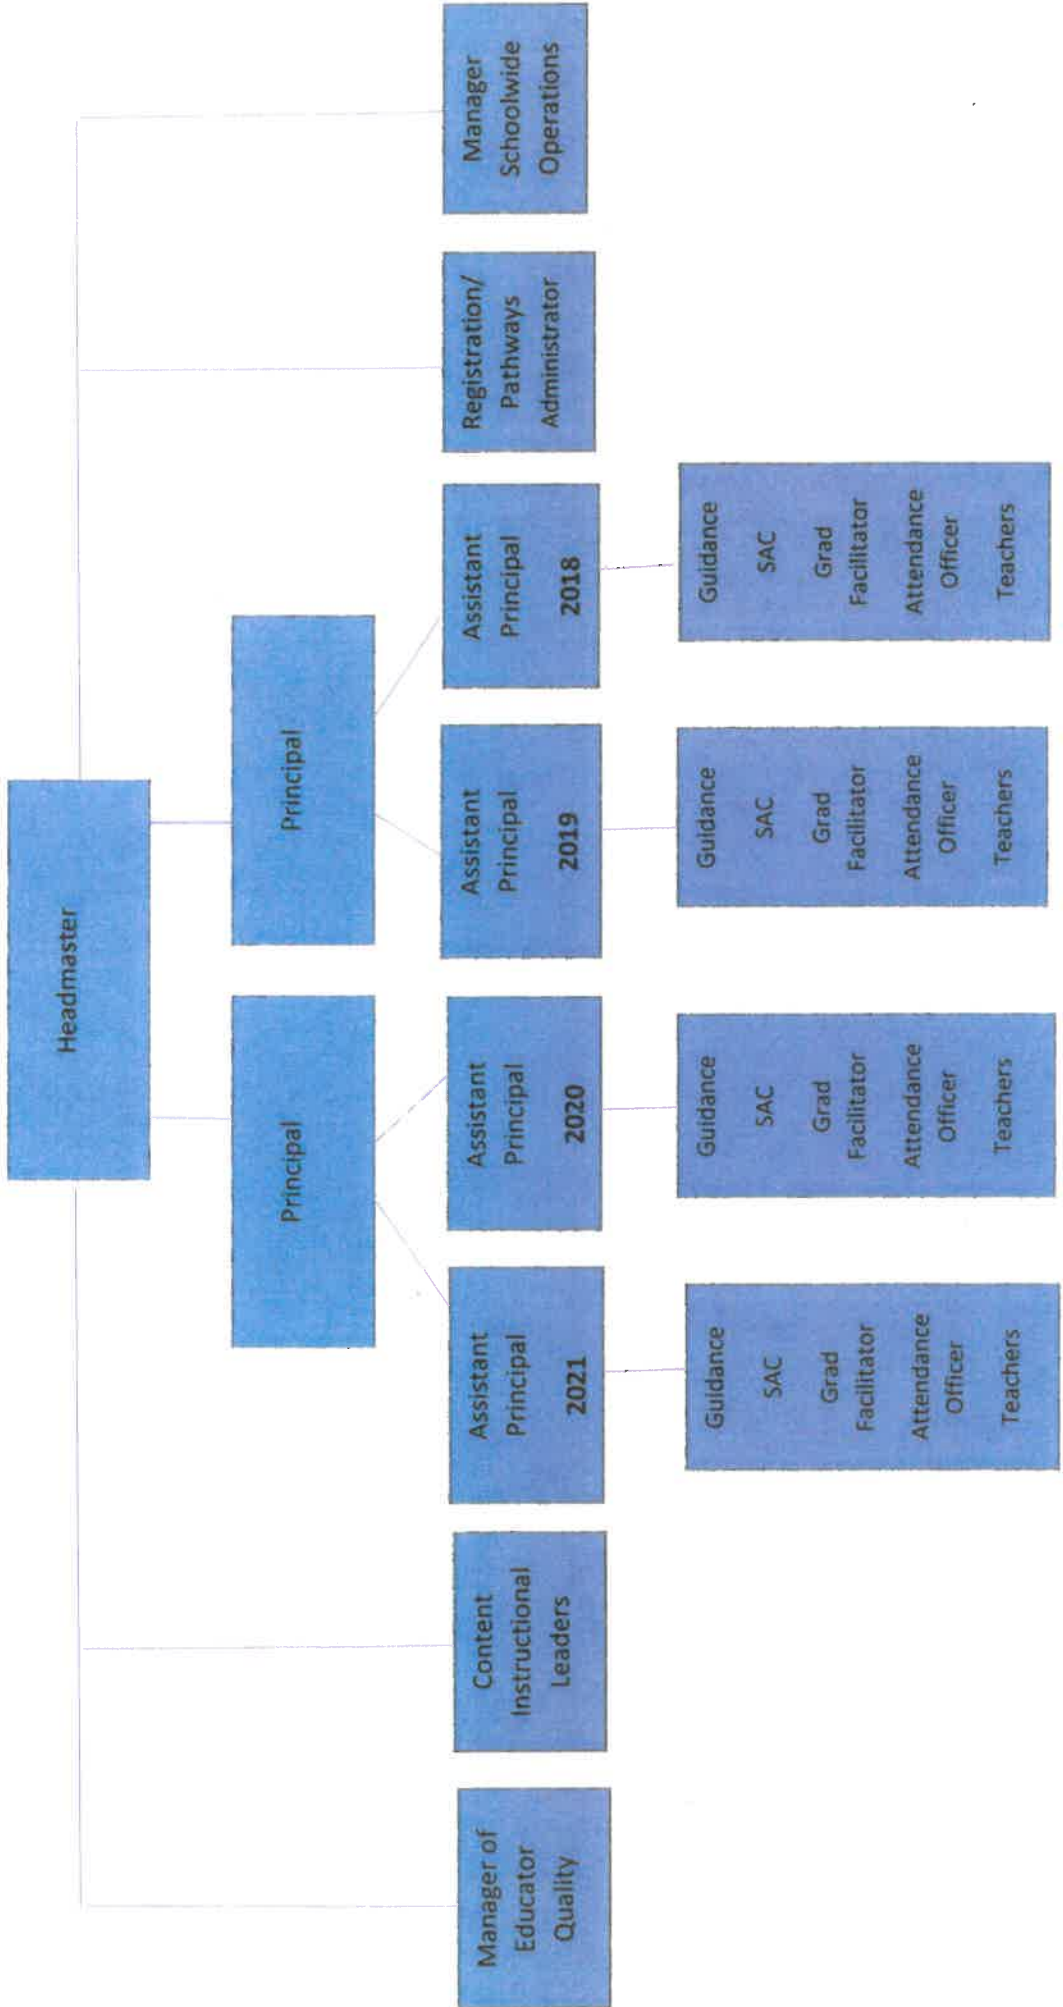 Headmaster
Principal
Principal
Manager of
Educator
Quality
Content
Instructional
Leaders
Assistant
Principal
2021
Assistant
Principal
2020
Assistant
Principal
2019
Assistant
Principal
2018
Registration/
Pathways
Administrator
Manager
Schoolwide
Operations
Guidance
SAC
Grad
Facilitator
Attendance
Officer
Teachers
Guidance
SAC
Grad
Facilitator
Attendance
Officer
Teachers
Guidance
SAC
Grad
Facilitator
Attendance
Officer
Teachers
Guidance
SAC
Grad
Facilitator
Attendance
Officer
Teachers